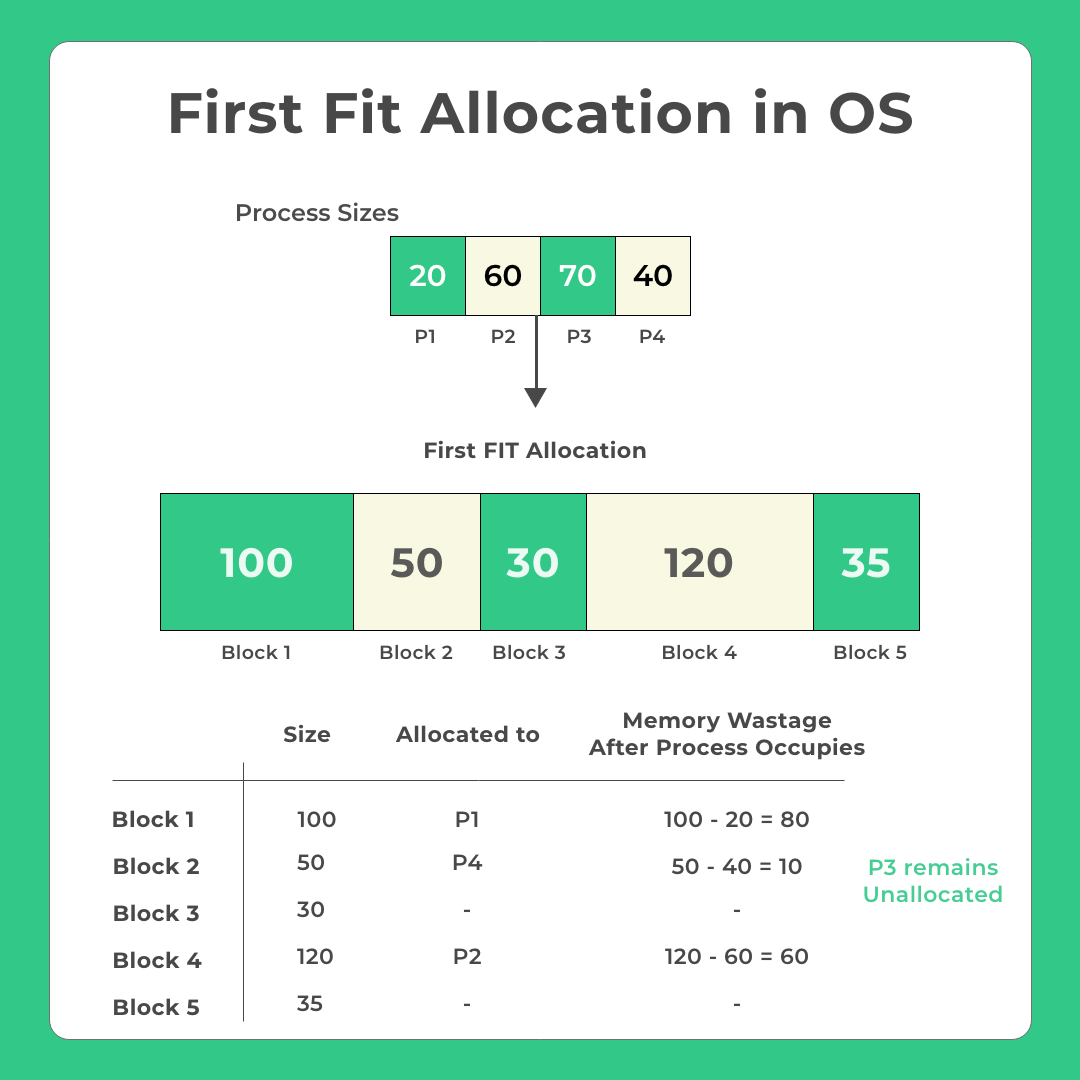 First Fit Allocation in OS
Process Sizes
20 60 70 40
P1 P2 P3 P4
First FIT Allocation
100 50 30 120 35
Block 1 Block 2 Block 3 Block 4 Block 5
Size Allocated to Memory Wastage
After Process Occupies
Block 1 100 P1 100 - 20 = 80
Block 2 50 P4 50 - 40 = 10
Block 3 30 - -
Block 4 120 P2 120 - 60 = 60
Block 5 35 - -
P3 remains
Unallocated